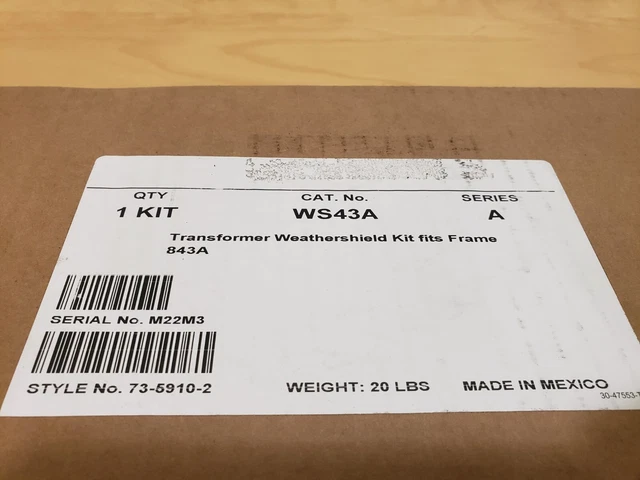 QTY CAT. No. SERIES
1 KIT WS43A A
Transformer Weathershield Kit fits Frame
843A
SERIAL No. M22M3
STYLE No. 73-5910-2 WEIGHT: 20 LBS MADE IN MEXICO